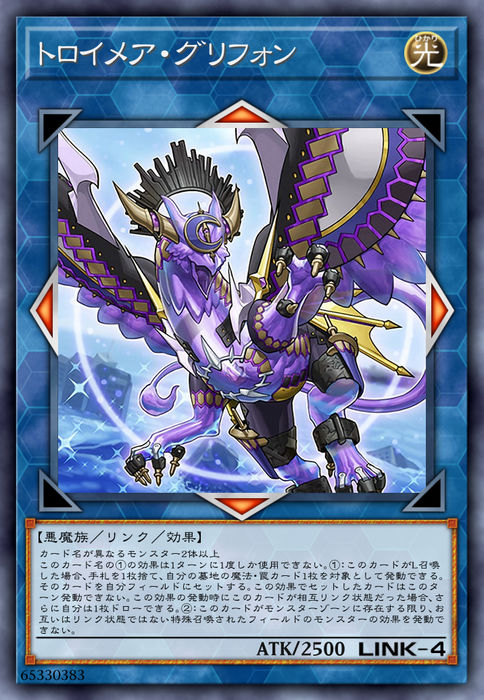 トロイメア・グリフォン
光
ひかり
【悪魔族/リンク/効果】
カード名が異なるモンスター2体以上
このカード名の①の効果は1ターンに1度しか使用できない。①:このカードがL召喚
した場合、手札を1枚捨て、自分の墓地の魔法・罠カード1枚を対象として発動できる。
そのカードを自分フィールドにセットする。この効果でセットしたカードはこのタ
ーン発動できない。この効果の発動時にこのカードが相互リンク状態だった場合、さ
らに自分は1枚ドローできる。②:このカードがモンスターゾーンに存在する限り、お
互いはリンク状態ではない特殊召喚されたフィールドのモンスターの効果を発動で
きない。
ATK/2500 LINK-4
65330383